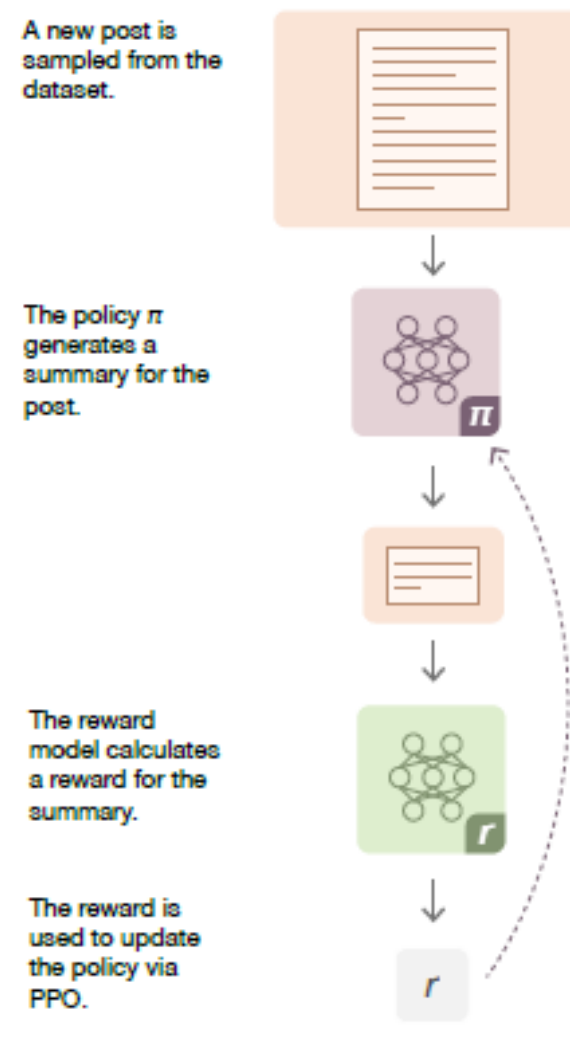 A new post is
sampled from the
dataset.
The policy π
generates a
summary for the
post.
π
The reward
model calculates
a reward for the
summary.
r
The reward is
used to update
the policy via
PPO.
r